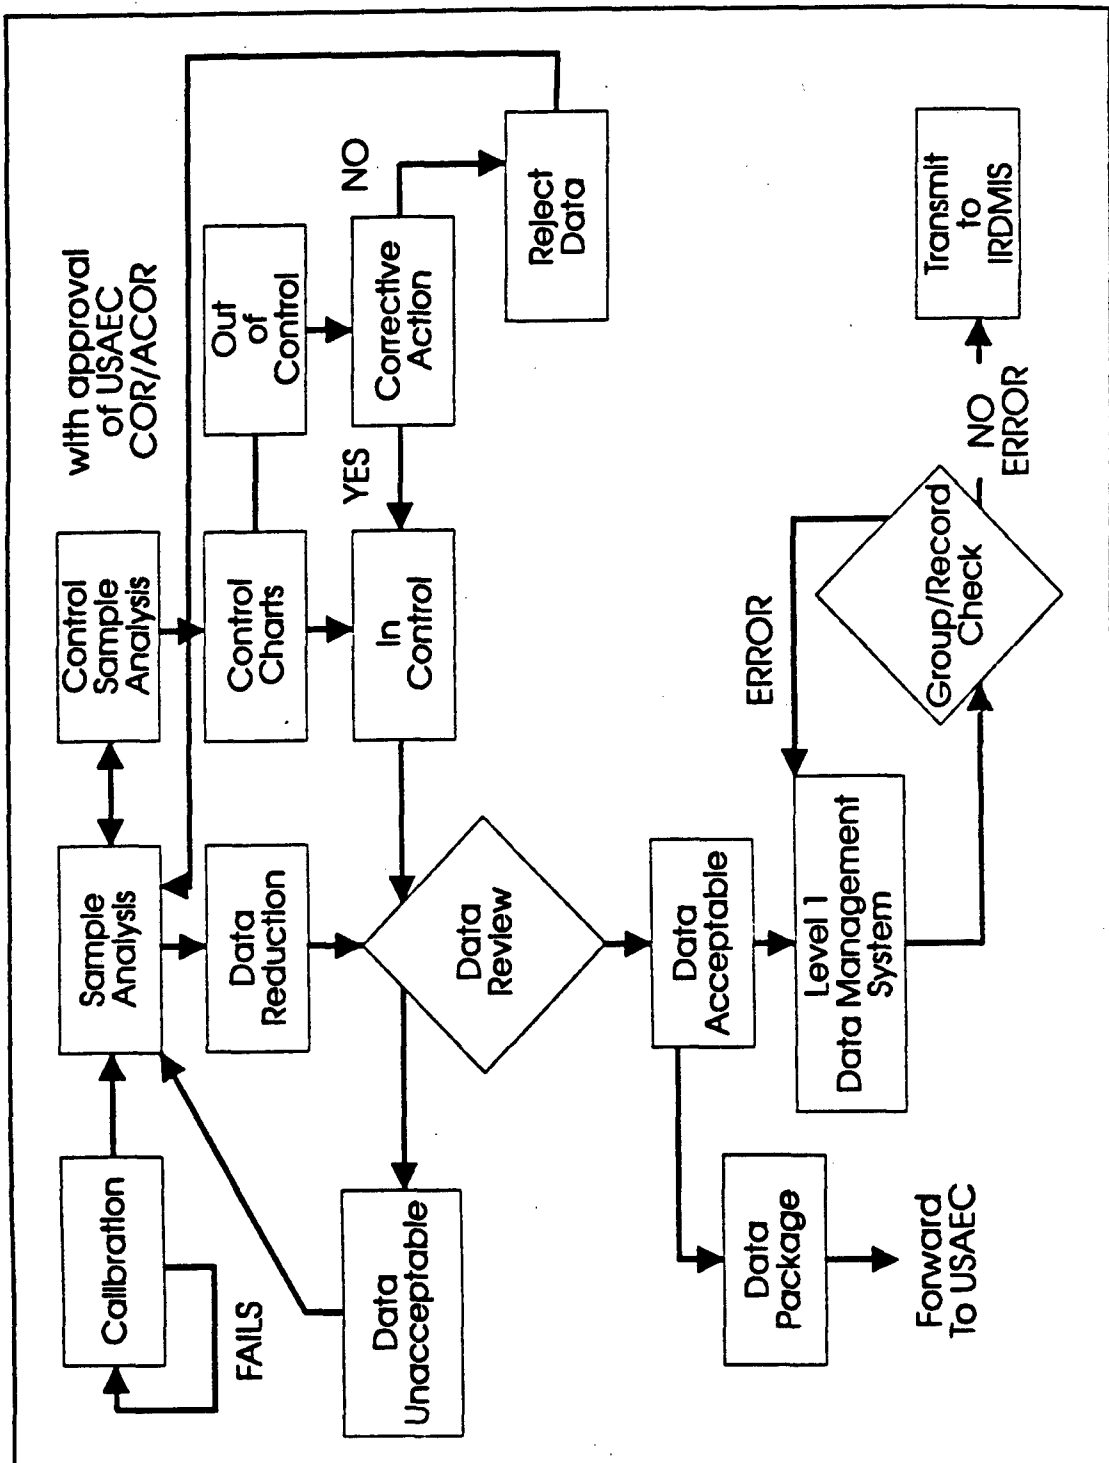 Calibration
FAILS
Sample
Analysis
Control
Sample
Analysis
with approval
of USAEC
COR/ACOR
Data
Reduction
Control
Charts
Out
of
Control
Data
Unacceptable
Data
Review
In
Control
YES
Corrective
Action
NO
Reject
Data
Data
Acceptable
Data
Package
Forward
To USAEC
Level 1
Data Management
System
ERROR
Group/Record
Check
NO
ERROR
Transmit
to
IRDMIS